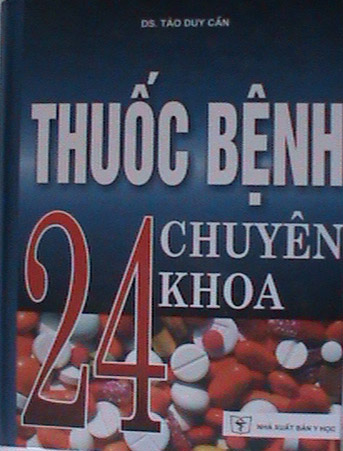 DS. TÀO DUY CẦN
THUỐC BỆNH
24 CHUYÊN
KHOA
NHÀ XUẤT BẢN Y HỌC